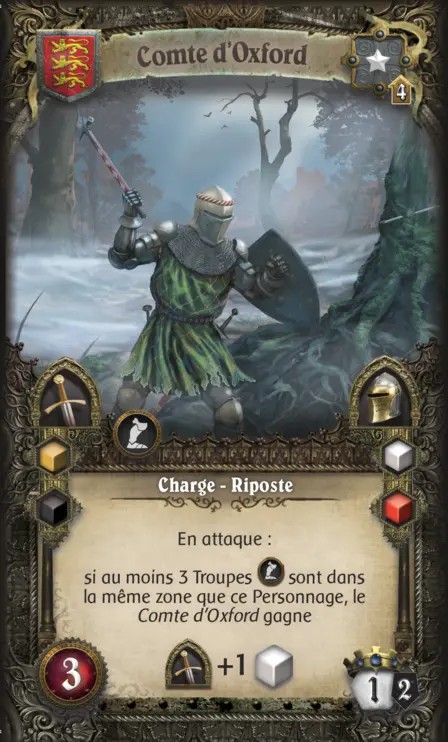 Comte d'Oxford
4
Charge - Riposte
En attaque :
si au moins 3 Troupes sont dans
la même zone que ce Personnage, le
Comte d'Oxford gagne
3
+1
1 2